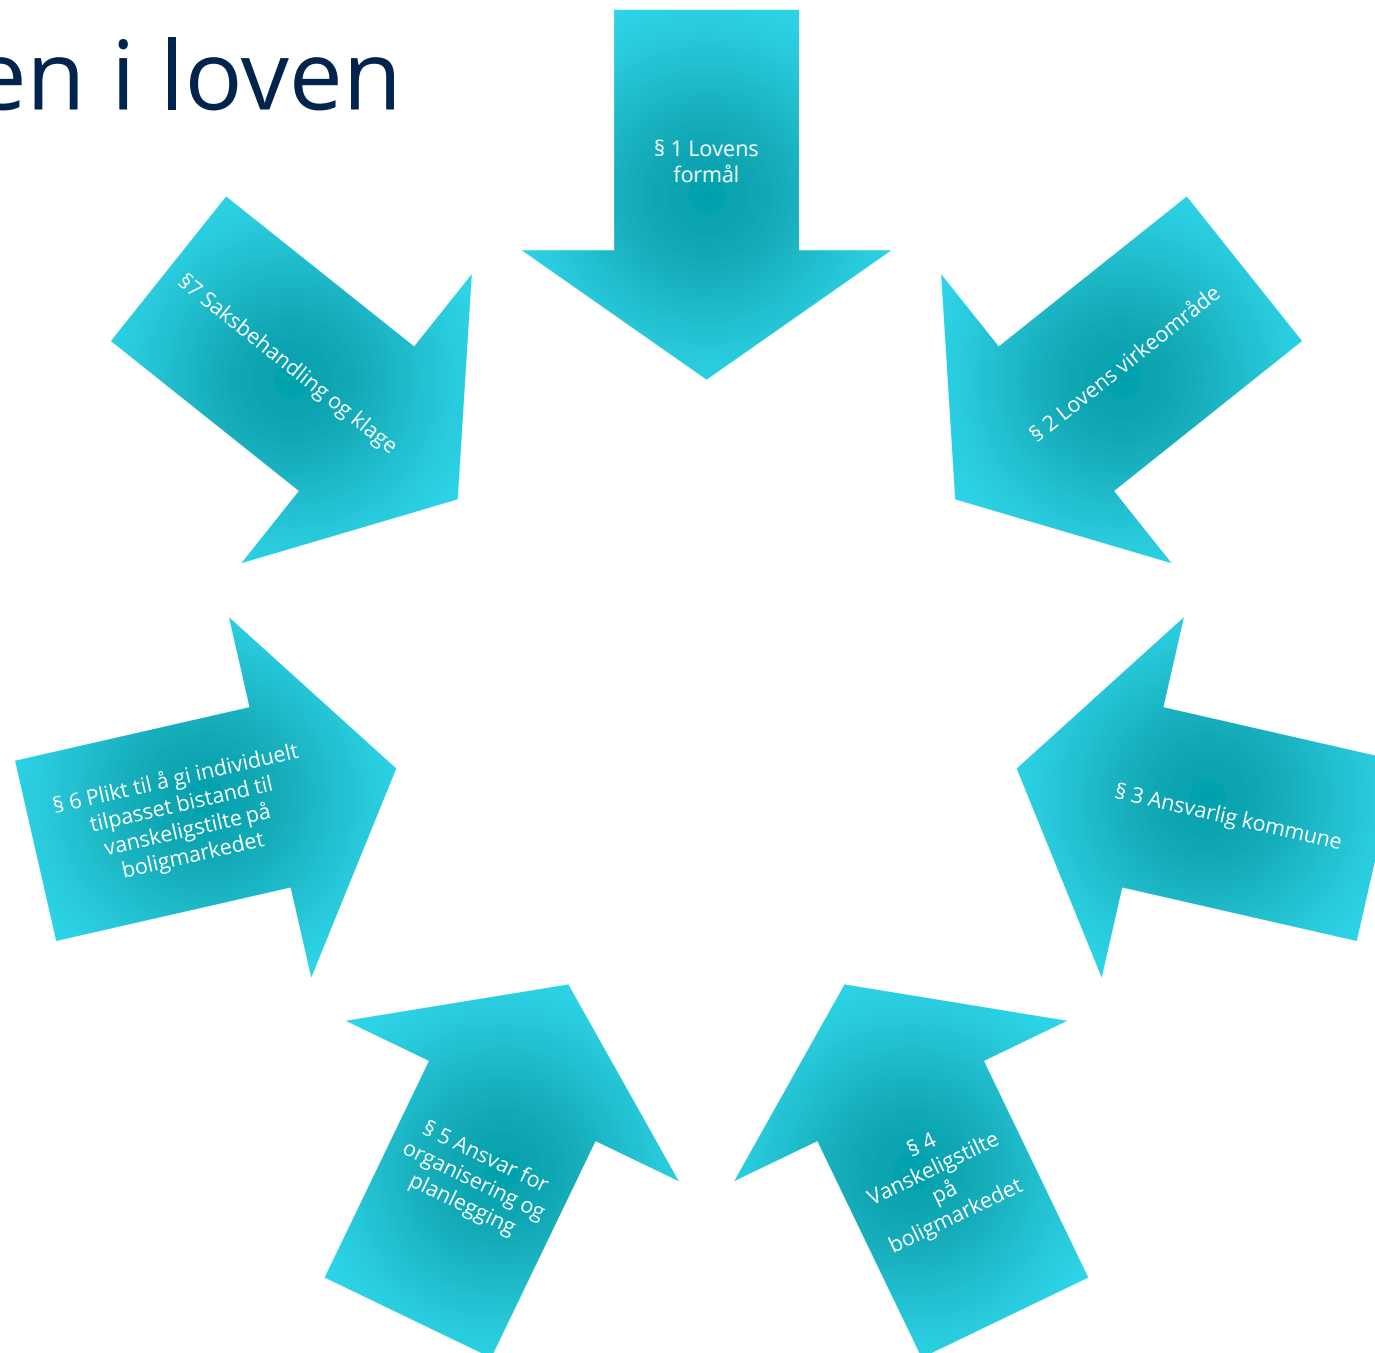 en i loven
§ 1 Lovens
formål
§ 2 Lovens virkeområde
§ 3 Ansvarlig kommune
§ 4
Vanskeligstilte
på
boligmarkedet
§ 5 Ansvar for
organisering og
planlegging
§ 6 Plikt til å gi individuelt
tilpasset bistand til
vanskeligstilte på
boligmarkedet
§7 Saksbehandling og klage